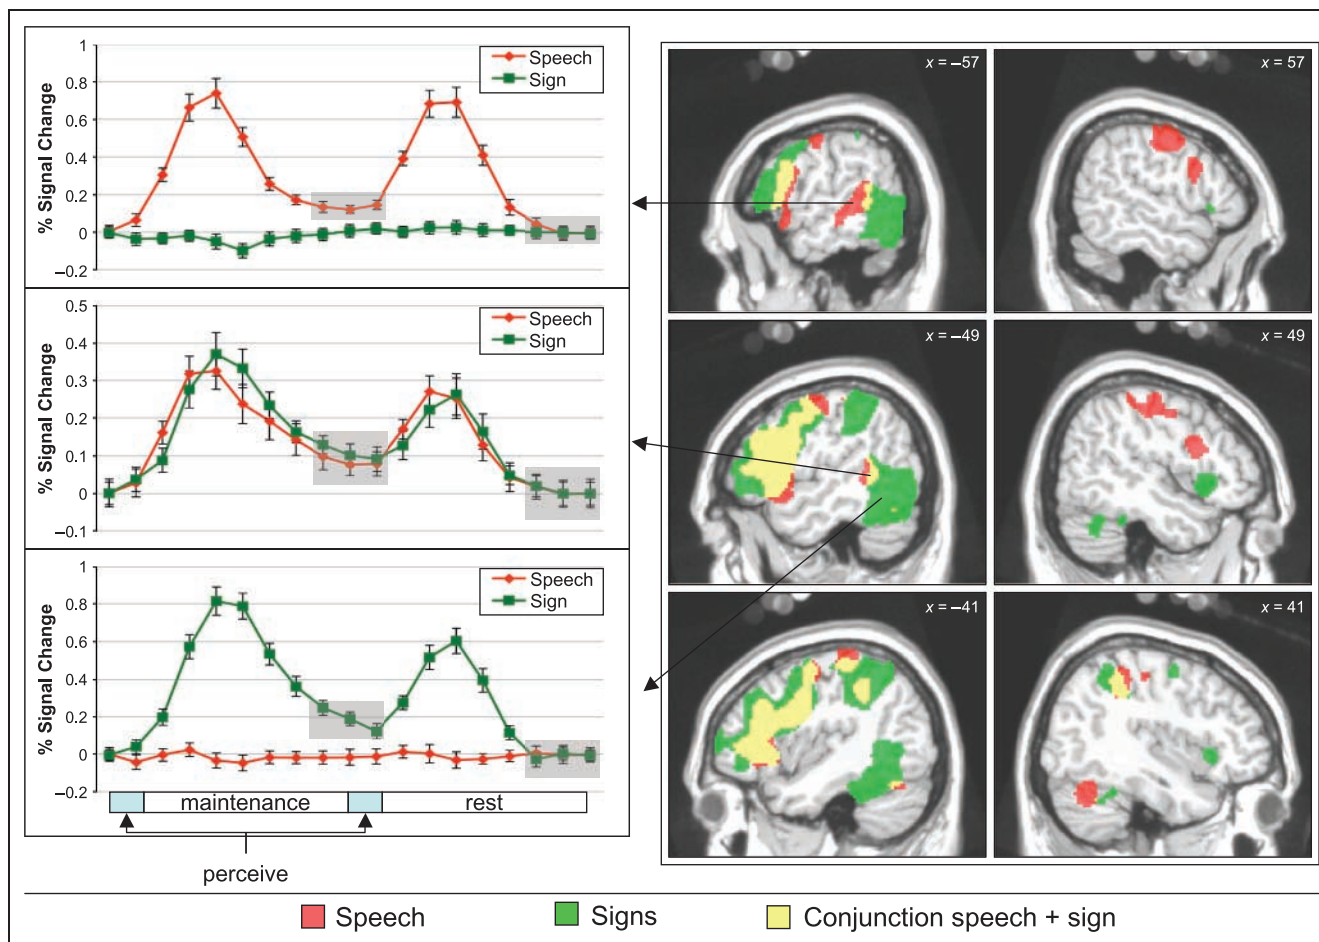 1
0.8
0.6
0.4
0.2
0
–0.2
% Signal Change
Speech
Sign
0.5
0.4
0.3
0.2
0.1
0
–0.1
% Signal Change
Speech
Sign
1
0.8
0.6
0.4
0.2
0
–0.2
% Signal Change
Speech
Sign
maintenance
rest
perceive
x = –57
x = 57
x = –49
x = 49
x = –41
x = 41
Speech
Signs
Conjunction speech + sign